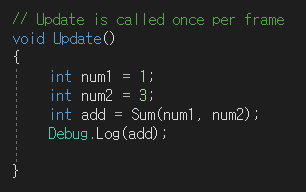 // Update is called once per frame
void Update()
{
    int num1 = 1;
    int num2 = 3;
    int add = Sum(num1, num2);
    Debug.Log(add);
}